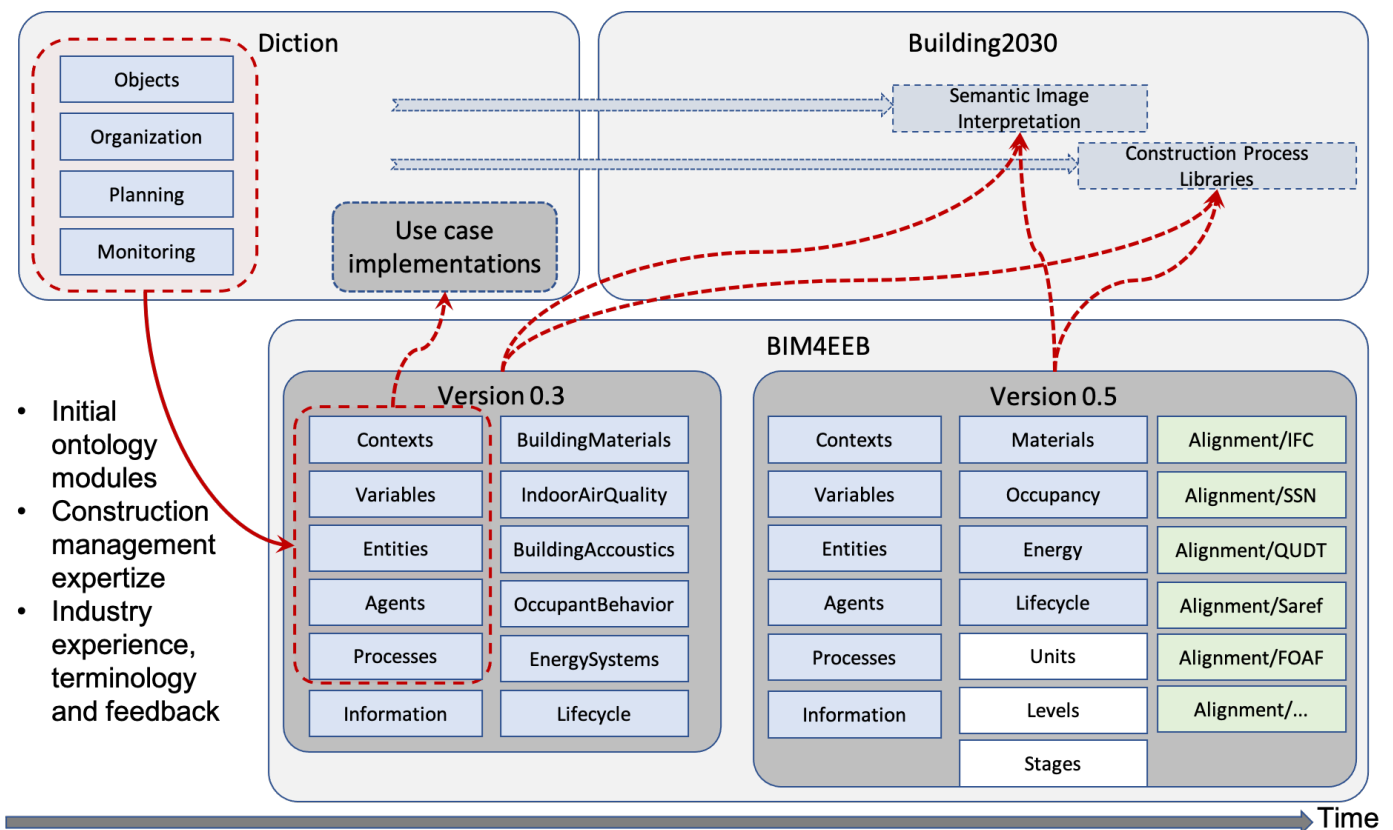 Diction
Objects
Organization
Planning
Monitoring
Use case
implementations
Building2030
Semantic Image
Interpretation
Construction Process
Libraries
• Initial
ontology
modules
• Construction
management
expertize
• Industry
experience,
terminology
and feedback
BIM4EEB
Version 0.3
Contexts
Variables
Entities
Agents
Processes
Information
BuildingMaterials
IndoorAirQuality
BuildingAccoustics
OccupantBehavior
EnergySystems
Lifecycle
Version 0.5
Contexts
Variables
Entities
Agents
Processes
Information
Materials
Occupancy
Energy
Lifecycle
Units
Levels
Stages
Alignment/IFC
Alignment/SSN
Alignment/QUDT
Alignment/Saref
Alignment/FOAF
Alignment/...
Time